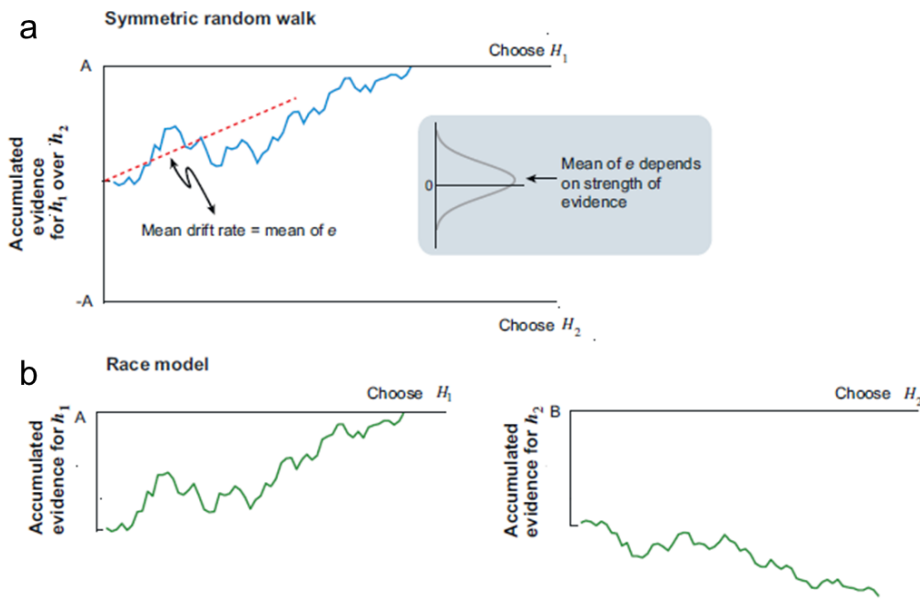 a
Symmetric random walk
Choose H₁
A
Accumulated
evidence
for h₁ over h₂
Mean drift rate = mean of e
0
Mean of e depends
on strength of
evidence
-A
Choose H₂
b
Race model
Choose H₁
A
Accumulated
evidence for h₁
Choose H₂
B
Accumulated
evidence for h₂